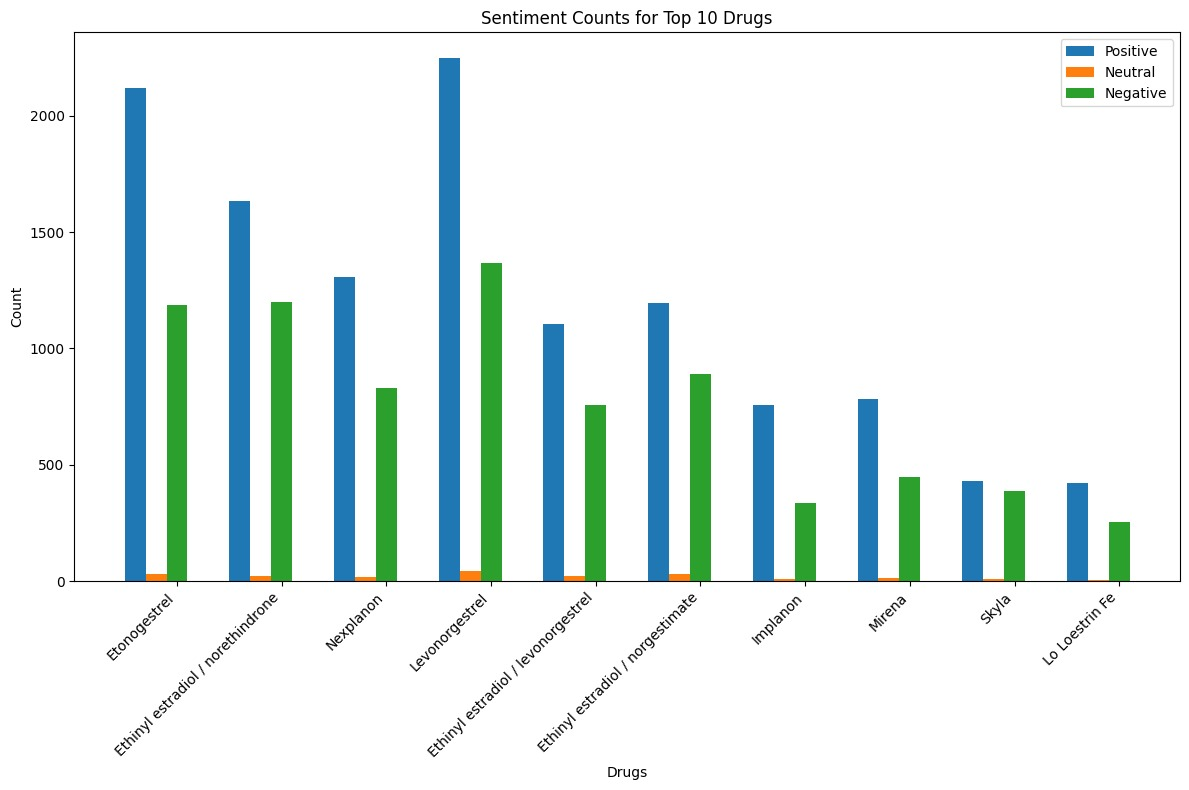 Sentiment Counts for Top 10 Drugs
Positive
Neutral
Negative
Count
2000
1500
1000
500
0
Etonogestrel
Ethinyl estradiol / norethindrone
Nexplanon
Levonorgestrel
Ethinyl estradiol / levonorgestrel
Ethinyl estradiol / norgestimate
Implanon
Mirena
Skyla
Lo Loestrin Fe
Drugs